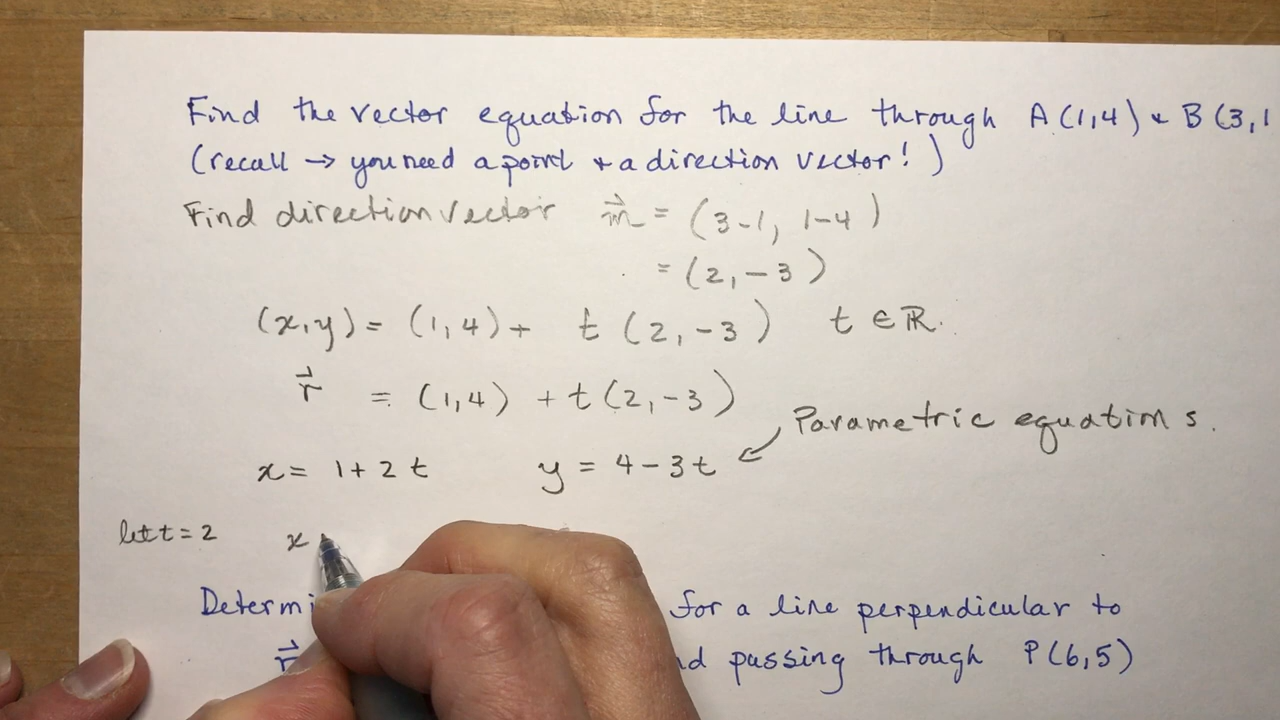 Find the vector equation for the line through A(1,4) & B(3,1
(recall → you need a point & a direction vector!)
Find direction vector m⃗ = (3-1, 1-4)
= (2,-3)
(x,y) = (1,4) + t(2,-3) t ∈ ℝ.
r⃗ = (1,4) + t(2,-3)
Parametric equations.
x = 1+2t y = 4-3t
let t = 2 x
for a line perpendicular to
r⃗ passing through P(6,5)